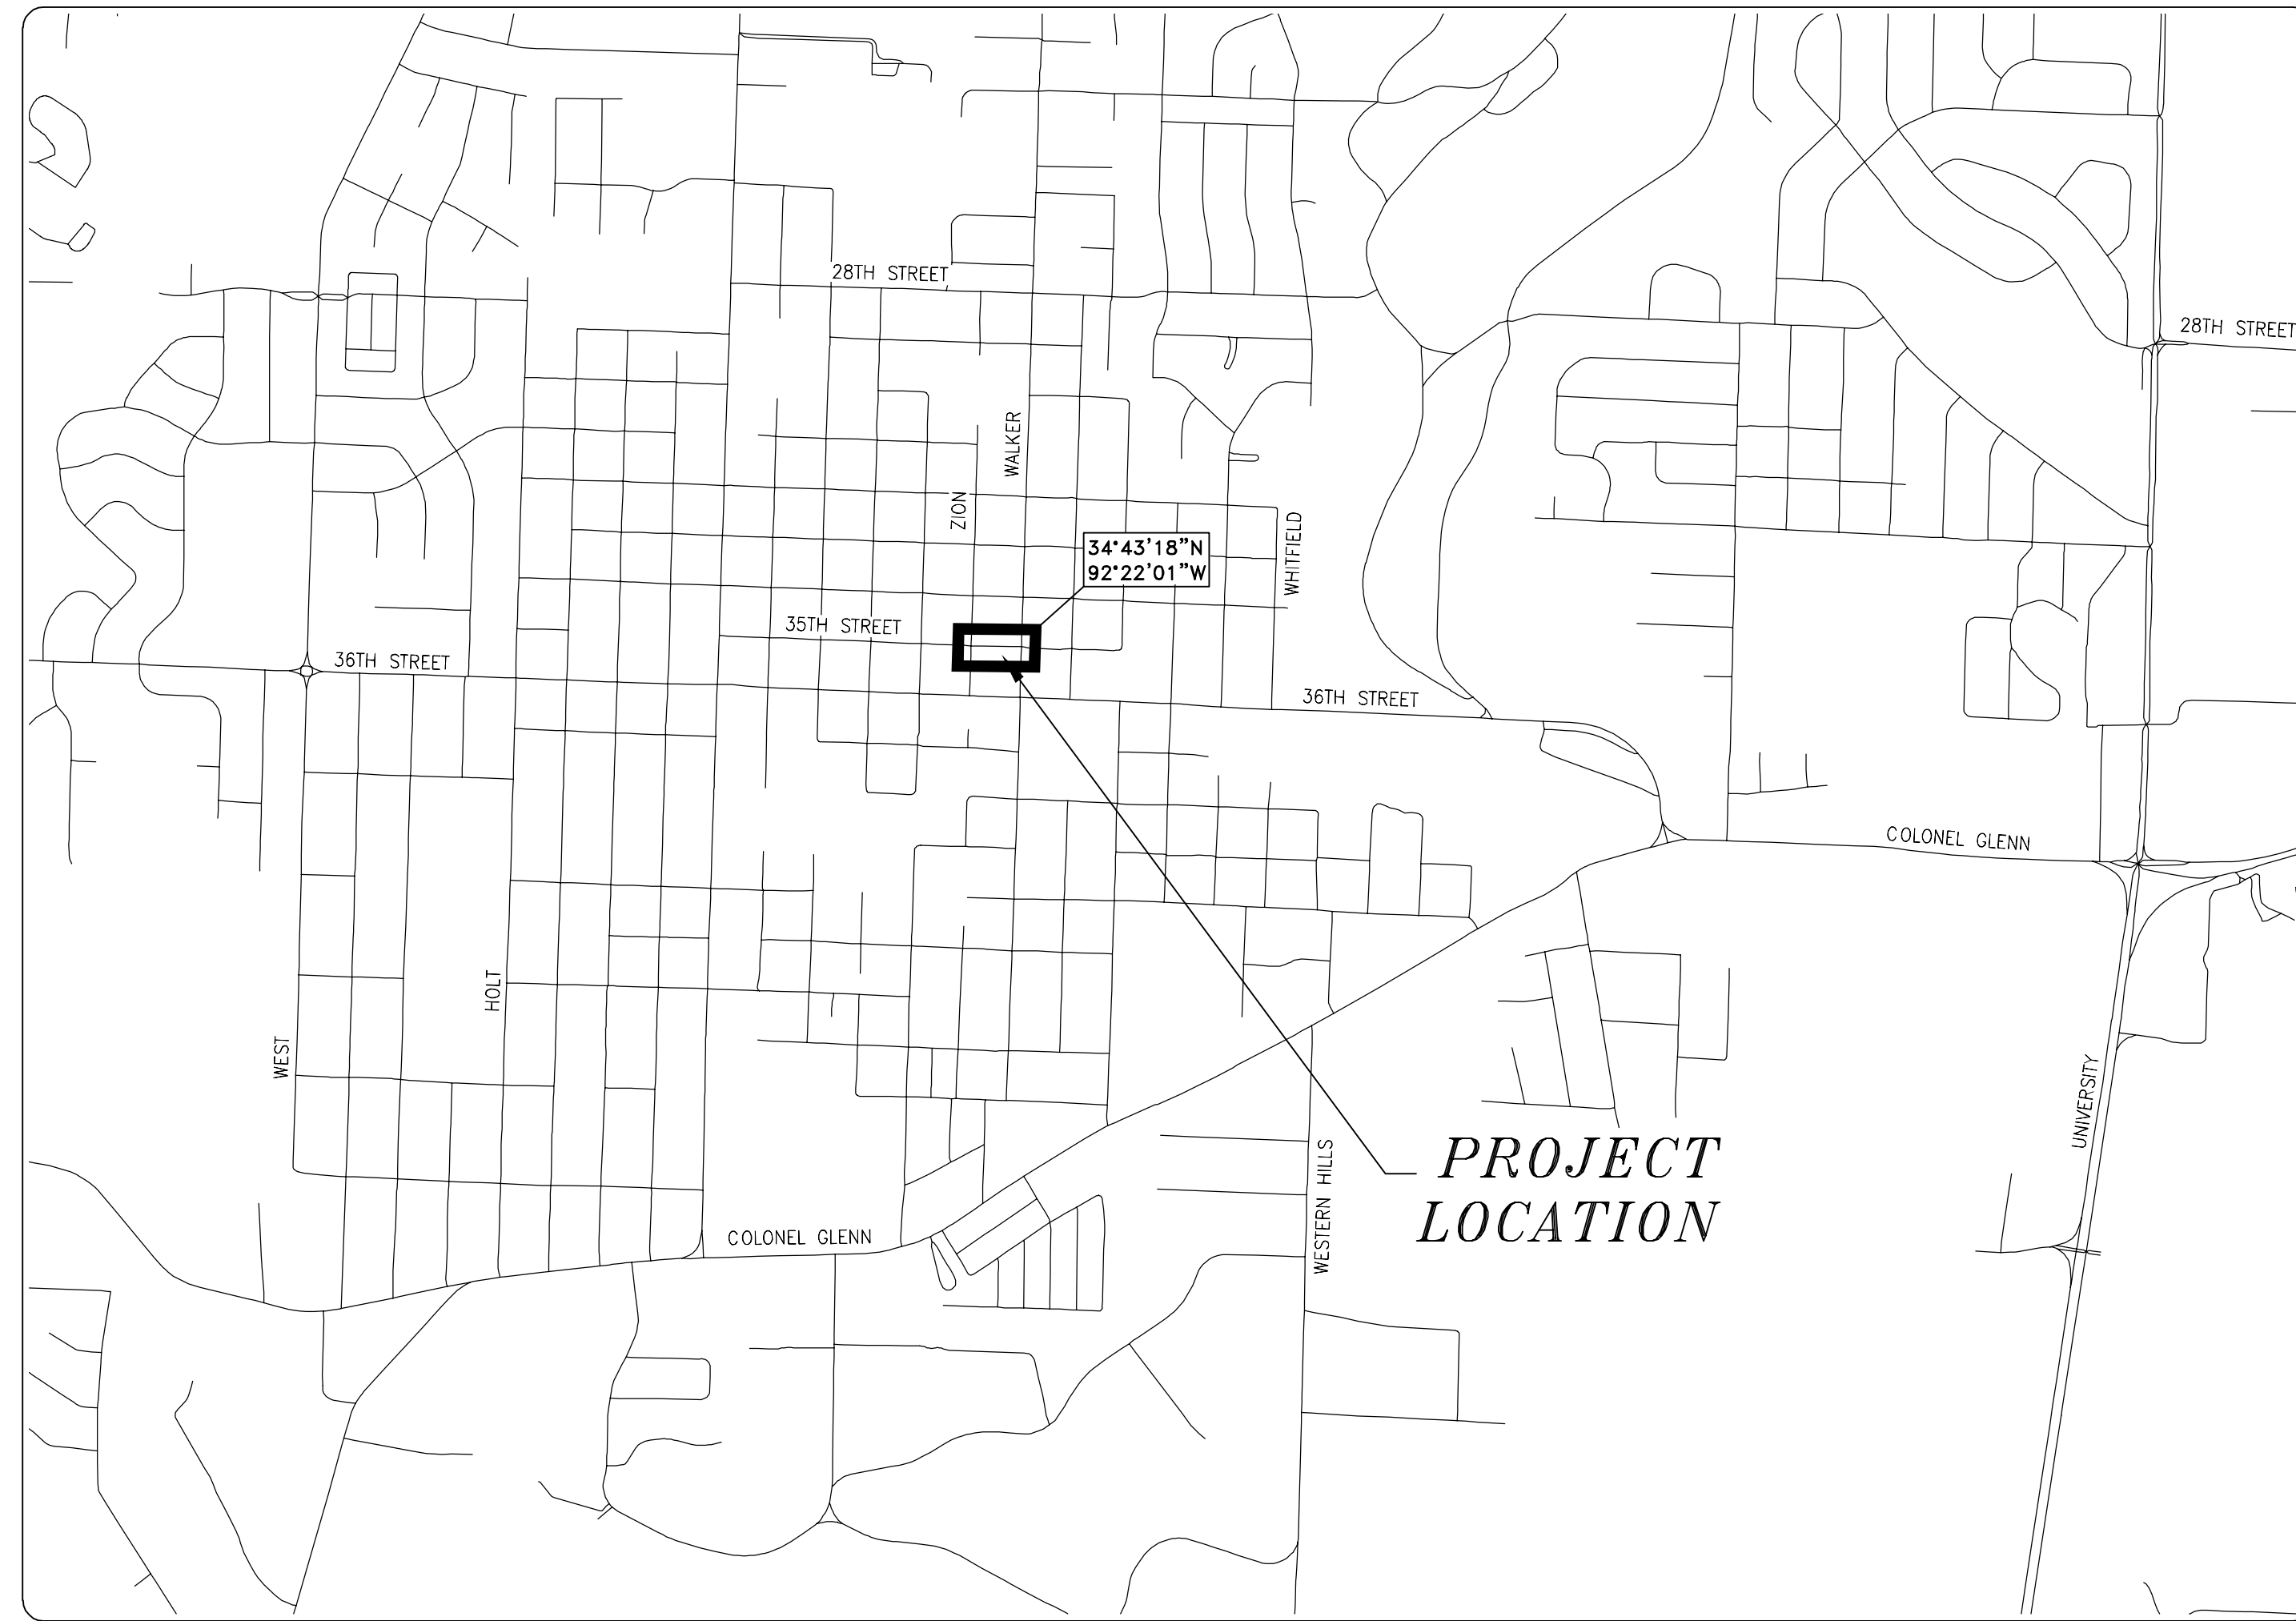 28TH STREET
28TH STREET
WALKER
ZION
WHITFIELD
34°43'18"N
92°22'01"W
35TH STREET
36TH STREET
36TH STREET
COLONEL GLENN
HOLT
WEST
UNIVERSITY
PROJECT
LOCATION
WESTERN HILLS
COLONEL GLENN